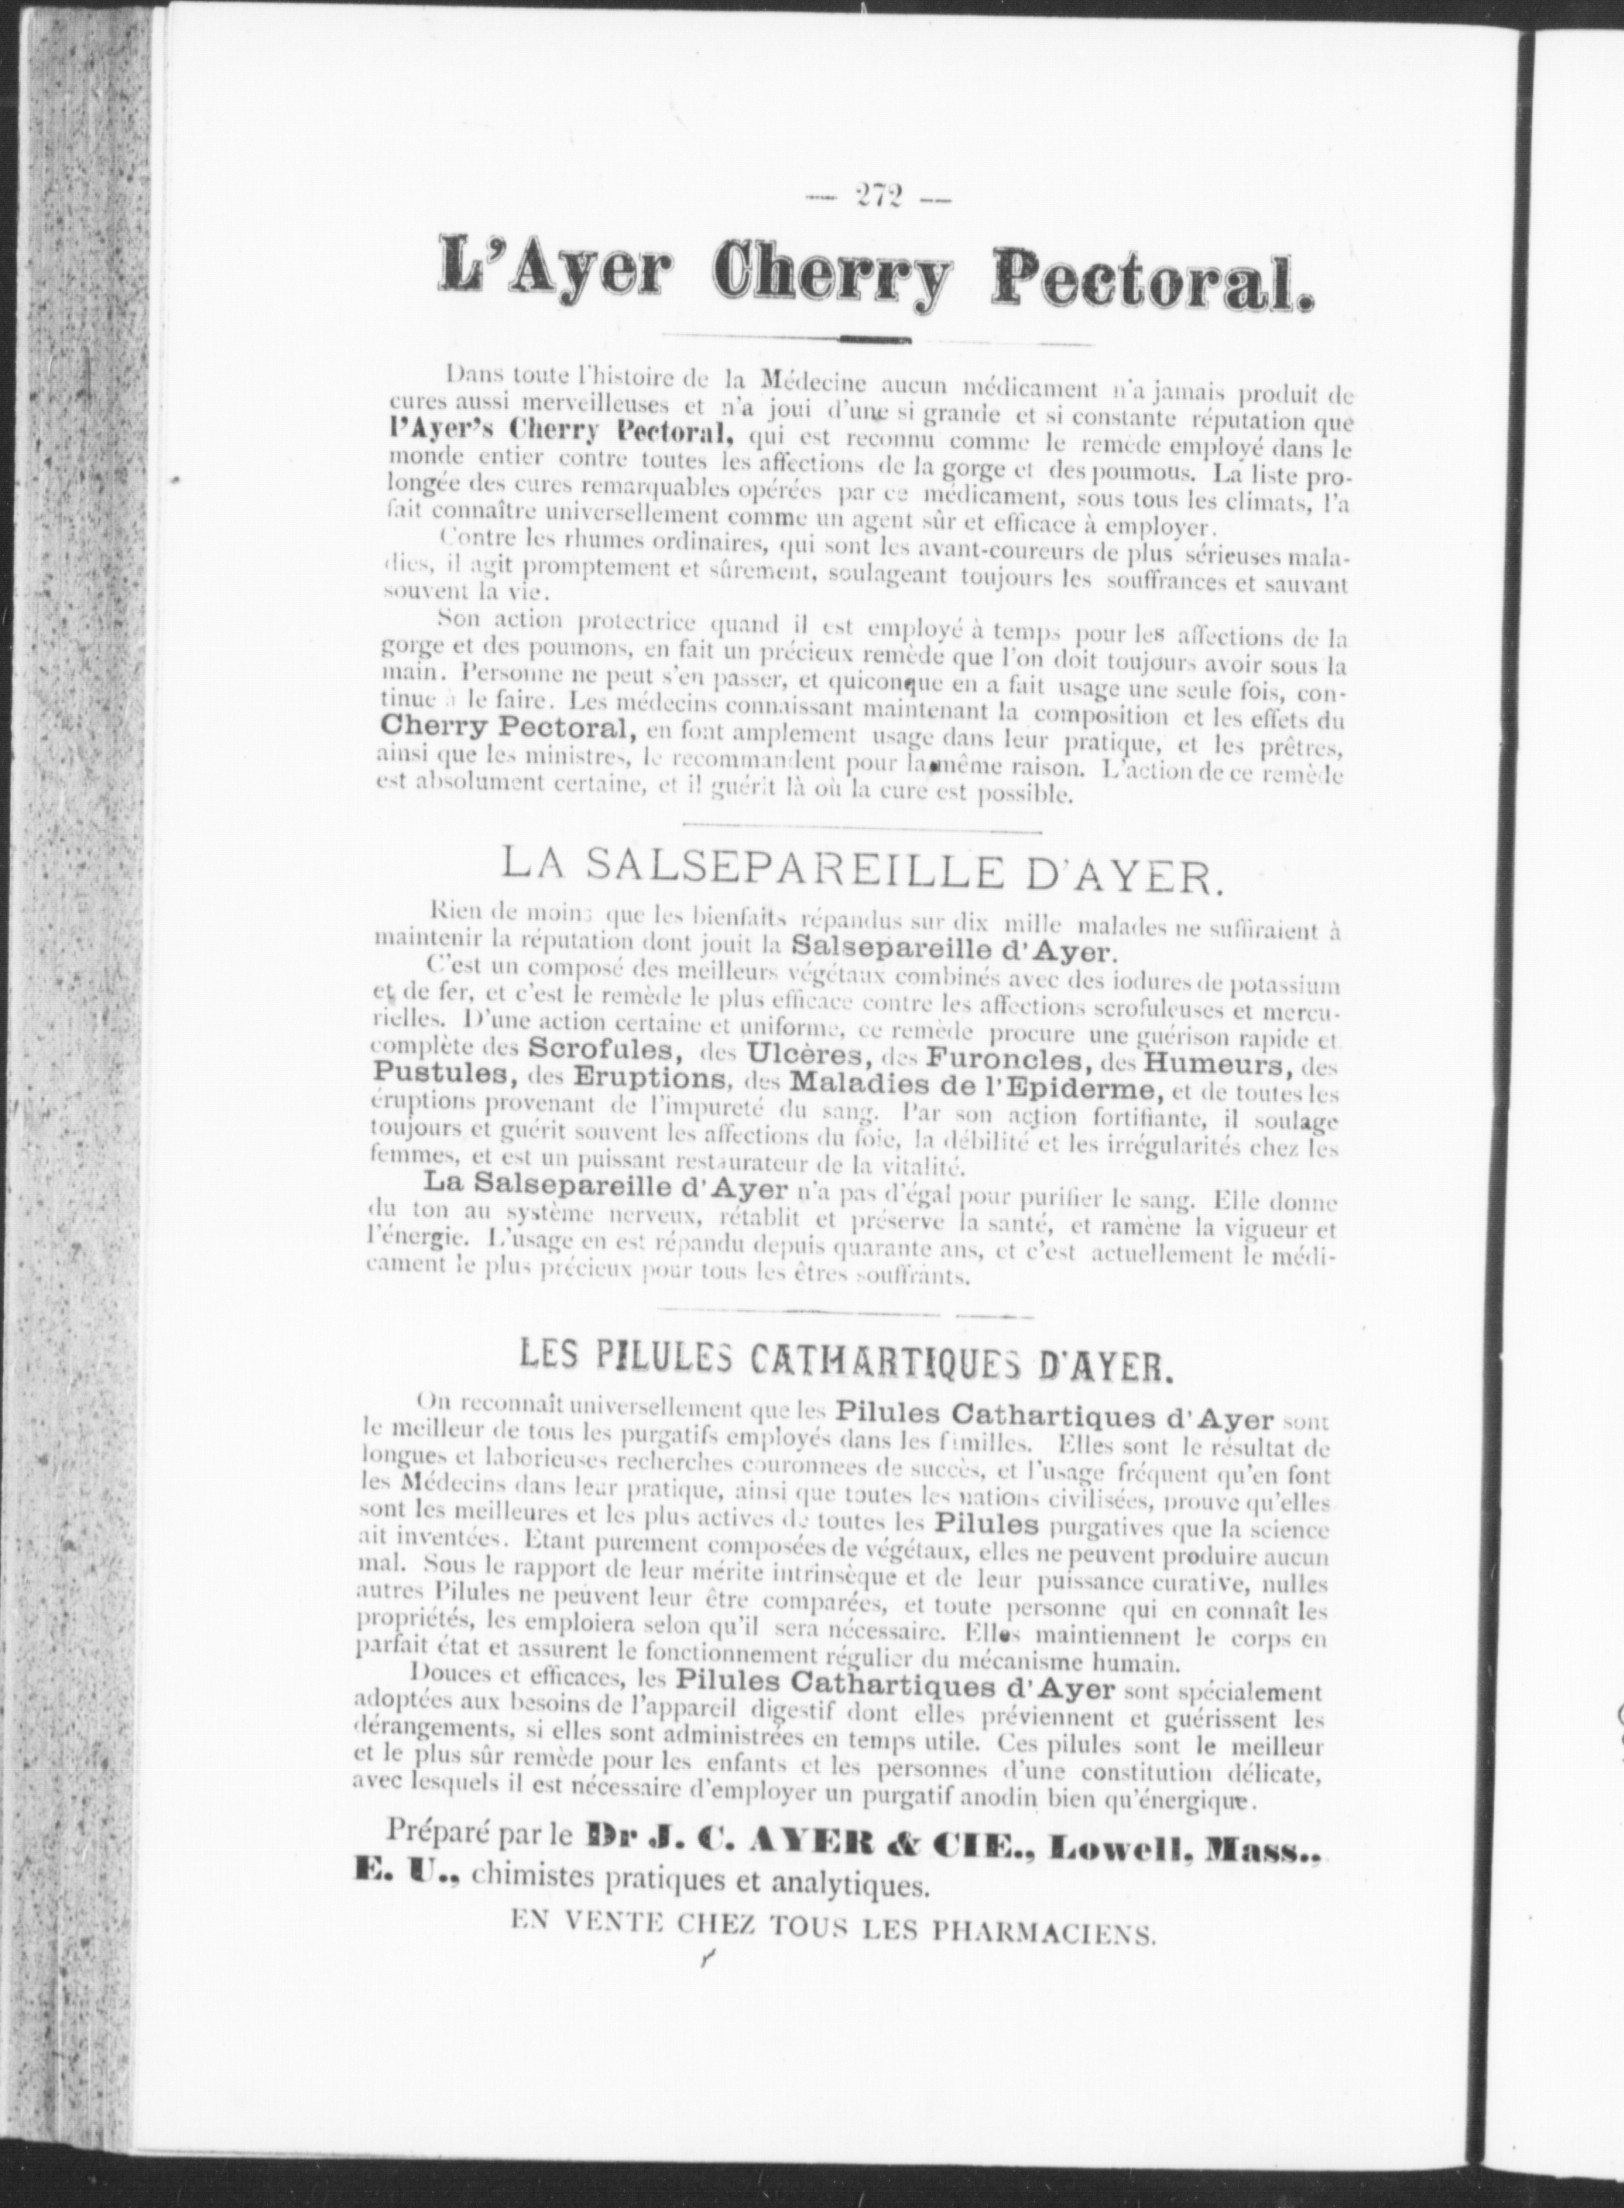 — 272 —
L'Ayer Cherry Pectoral.
Dans toute l'histoire de la Médecine aucun médicament n'a jamais produit de
cures aussi merveilleuses et n'a joui d'une si grande et si constante réputation que
l'Ayer's Cherry Pectoral, qui est reconnu comme le remède employé dans le
monde entier contre toutes les affections de la gorge et des poumous. La liste pro-
longée des cures remarquables opérées par ce médicament, sous tous les climats, l'a
fait connaître universellement comme un agent sûr et efficace à employer.
Contre les rhumes ordinaires, qui sont les avant-coureurs de plus sérieuses mala-
dies, il agit promptement et sûrement, soulageant toujours les souffrances et sauvant
souvent la vie.
Son action protectrice quand il est employé à temps pour les affections de la
gorge et des poumons, en fait un précieux remède que l'on doit toujours avoir sous la
main. Personne ne peut s'en passer, et quiconque en a fait usage une seule fois, con-
tinue à le faire. Les médecins connaissant maintenant la composition et les effets du
Cherry Pectoral, en font amplement usage dans leur pratique, et les prêtres,
ainsi que les ministres, le recommandent pour la même raison. L'action de ce remède
est absolument certaine, et il guérit là où la cure est possible.
LA SALSEPAREILLE D'AYER.
Rien de moins que les bienfaits répandus sur dix mille malades ne suffiraient à
maintenir la réputation dont jouit la Salsepareille d'Ayer.
C'est un composé des meilleurs végétaux combinés avec des iodures de potassium
et de fer, et c'est le remède le plus efficace contre les affections scrofuleuses et mercu-
rielles. D'une action certaine et uniforme, ce remède procure une guérison rapide et
complète des Scrofules, des Ulcères, des Furoncles, des Humeurs, des
Pustules, des Eruptions, des Maladies de l'Epiderme, et de toutes les
éruptions provenant de l'impureté du sang. Par son action fortifiante, il soulage
toujours et guérit souvent les affections du foie, la débilité et les irrégularités chez les
femmes, et est un puissant restaurateur de la vitalité.
La Salsepareille d'Ayer n'a pas d'égal pour purifier le sang. Elle donne
du ton au système nerveux, rétablit et préserve la santé, et ramène la vigueur et
l'énergie. L'usage en est répandu depuis quarante ans, et c'est actuellement le médi-
cament le plus précieux pour tous les êtres souffrants.
LES PILULES CATHARTIQUES D'AYER.
On reconnaît universellement que les Pilules Cathartiques d'Ayer sont
le meilleur de tous les purgatifs employés dans les familles. Elles sont le résultat de
longues et laborieuses recherches couronnees de succès, et l'usage fréquent qu'en font
les Médecins dans leur pratique, ainsi que toutes les nations civilisées, prouve qu'elles
sont les meilleures et les plus actives de toutes les Pilules purgatives que la science
ait inventées. Etant purement composées de végétaux, elles ne peuvent produire aucun
mal. Sous le rapport de leur mérite intrinsèque et de leur puissance curative, nulles
autres Pilules ne peuvent leur être comparées, et toute personne qui en connaît les
propriétés, les emploiera selon qu'il sera nécessaire. Elles maintiennent le corps en
parfait état et assurent le fonctionnement régulier du mécanisme humain.
Douces et efficaces, les Pilules Cathartiques d'Ayer sont spécialement
adoptées aux besoins de l'appareil digestif dont elles préviennent et guérissent les
dérangements, si elles sont administrées en temps utile. Ces pilules sont le meilleur
et le plus sûr remède pour les enfants et les personnes d'une constitution délicate,
avec lesquels il est nécessaire d'employer un purgatif anodin bien qu'énergique.
Préparé par le Dr J. C. AYER & CIE., Lowell, Mass.,
E. U., chimistes pratiques et analytiques.
EN VENTE CHEZ TOUS LES PHARMACIENS.